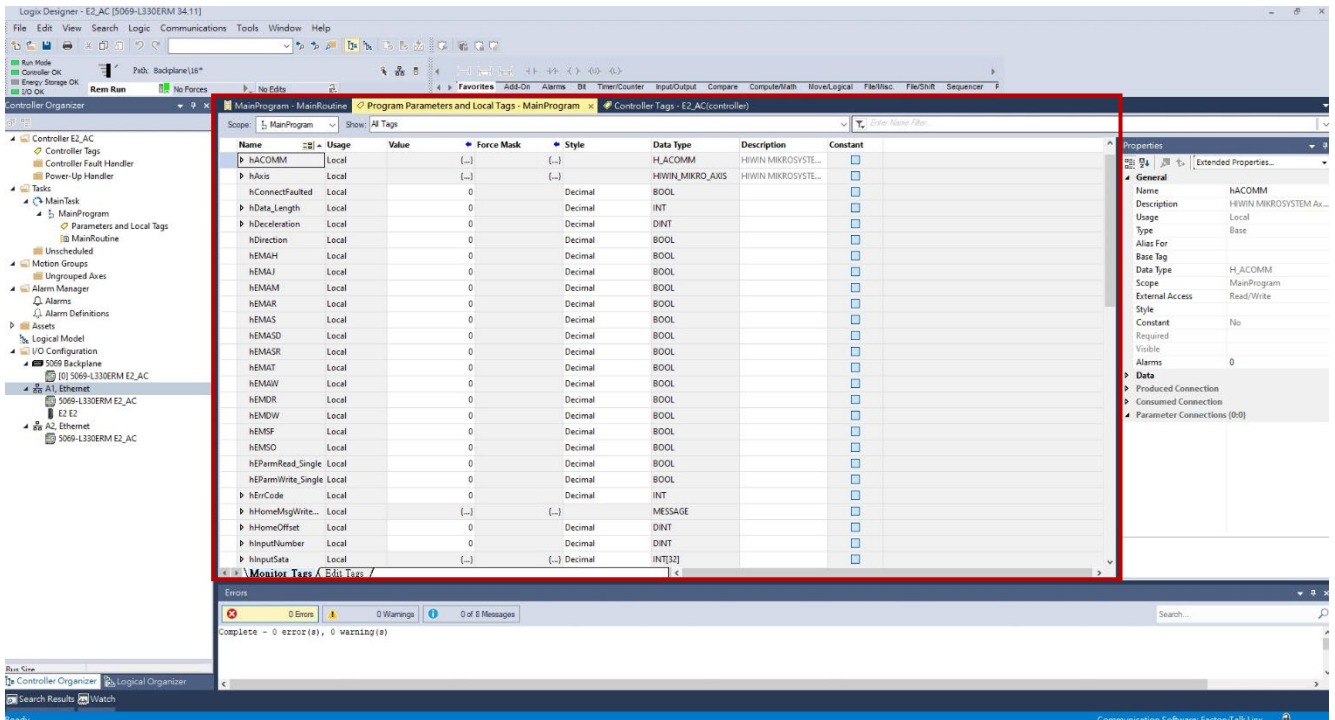 Logix Designer - E2_AC [5069-L330ERM 34.11]
File Edit View Search Logic Communications Tools Window Help
Run Mode
Controller OK
Energy Storage OK
I/O OK
Path: Backplane\16*
Rem Run
No Forces
No Edits
Favorites Add-On Alarms Bit Timer/Counter Input/Output Compare Compute/Math Move/Logical File/Misc. File/Shift Sequencer
Controller Organizer
Controller E2_AC
Controller Tags
Controller Fault Handler
Power-Up Handler
Tasks
MainTask
MainProgram
Parameters and Local Tags
MainRoutine
Unscheduled
Motion Groups
Ungrouped Axes
Alarm Manager
Alarms
Alarm Definitions
Assets
Logical Model
I/O Configuration
5069 Backplane
[0] 5069-L330ERM E2_AC
A1, Ethernet
5069-L330ERM E2_AC
E2 E2
A2, Ethernet
5069-L330ERM E2_AC
Bus Size
Controller Organizer Logical Organizer
MainProgram - MainRoutine Program Parameters and Local Tags - MainProgram × Controller Tags - E2_AC(controller)
Scope: MainProgram Show: All Tags Enter Name Filter...
Name Usage Value Force Mask Style Data Type Description Constant
hACOMM Local {...} {...} H_ACOMM HIWIN MIKROSYSTE...
hAxis Local {...} {...} HIWIN_MIKRO_AXIS HIWIN MIKROSYSTE...
hConnectFaulted Local 0 Decimal BOOL
hData_Length Local 0 Decimal INT
hDeceleration Local 0 Decimal DINT
hDirection Local 0 Decimal BOOL
hEMAH Local 0 Decimal BOOL
hEMAJ Local 0 Decimal BOOL
hEMAM Local 0 Decimal BOOL
hEMAR Local 0 Decimal BOOL
hEMAS Local 0 Decimal BOOL
hEMASD Local 0 Decimal BOOL
hEMASR Local 0 Decimal BOOL
hEMAT Local 0 Decimal BOOL
hEMAW Local 0 Decimal BOOL
hEMDR Local 0 Decimal BOOL
hEMDW Local 0 Decimal BOOL
hEMSF Local 0 Decimal BOOL
hEMSO Local 0 Decimal BOOL
hEParmRead_Single Local 0 Decimal BOOL
hEParmWrite_Single Local 0 Decimal BOOL
hErrCode Local 0 Decimal INT
hHomeMsgWrite... Local {...} {...} MESSAGE
hHomeOffset Local 0 Decimal DINT
hInputNumber Local 0 Decimal DINT
hInputSata Local {...} {...} Decimal INT[32]
Monitor Tags Edit Tags
Properties
Extended Properties...
General
Name hACOMM
Description HIWIN MIKROSYSTEM Ax...
Usage Local
Type Base
Alias For
Base Tag
Data Type H_ACOMM
Scope MainProgram
External Access Read/Write
Style
Constant No
Required
Visible
Alarms 0
Data
Produced Connection
Consumed Connection
Parameter Connections {0:0}
Errors
0 Errors 0 Warnings 0 of 8 Messages Search...
Complete - 0 error(s), 0 warning(s)
Search Results Watch
Ready Communication Software: FactoryTalk Linx